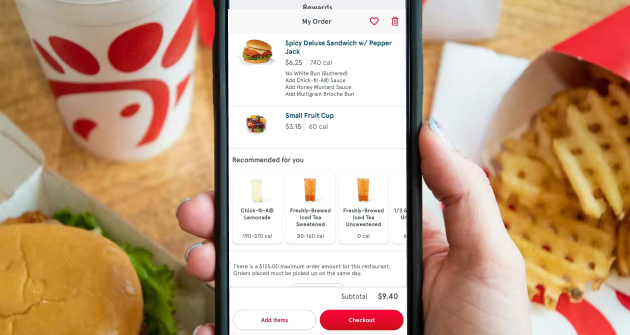 Rewards
My Order
Spicy Deluxe Sandwich w/ Pepper
Jack
$6.25 | 740 cal
No White Bun (Buttered)
Add Chick-fil-A® Sauce
Add Honey Mustard Sauce
Add Multigrain Brioche Bun
Small Fruit Cup
$3.15 | 60 cal
Recommended for you
Chick-fil-A®
Lemonade
190-370 cal
Freshly-Brewed
Iced Tea
Sweetened
80-160 cal
Freshly-Brewed
Iced Tea
Unsweetened
0 cal
1/2 S
Un
6
There is a $125.00 maximum order amount for this restaurant.
Orders placed must be picked up on the same day.
Subtotal $9.40
Add Items
Checkout